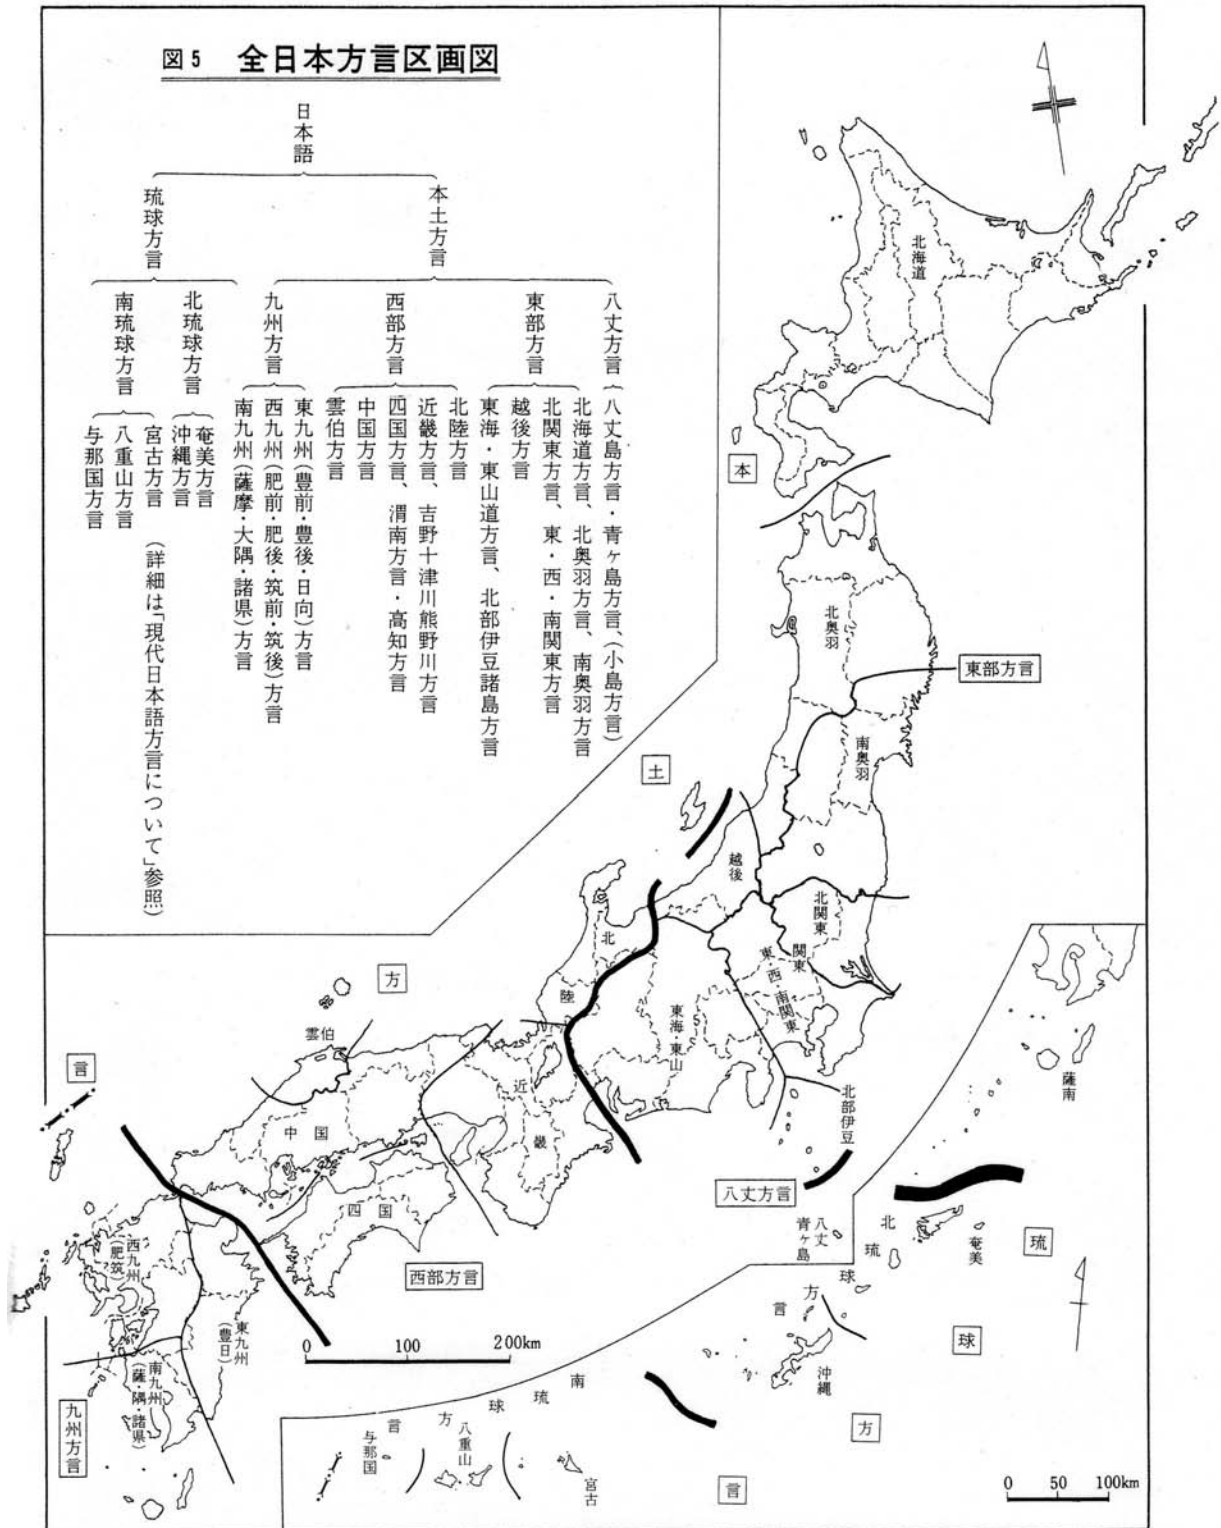 図5 全日本方言区画図
日本語
本土方言
琉球方言
八丈方言
東部方言
西部方言
九州方言
北琉球方言
南琉球方言
八丈島方言・青ヶ島方言、(小島方言)
北海道方言、北奥羽方言、南奥羽方言
北関東方言、東・西・南関東方言
越後方言
東海・東山道方言、北部伊豆諸島方言
北陸方言
近畿方言、吉野十津川熊野川方言
四国方言、渭南方言・高知方言
中国方言
雲伯方言
東九州(豊前・豊後・日向)方言
西九州(肥前・肥後・筑前・筑後)方言
南九州(薩摩・大隅・諸県)方言
奄美方言
沖縄方言
宮古方言
八重山方言
与那国方言
(詳細は「現代日本語方言について」参照)
北海道
本
北奥羽
東部方言
南奥羽
土
越後
北関東
関東
東・西・南関東
北
陸
方
東海・東山
雲伯
言
近
畿
中国
四国
北部伊豆
八丈方言
八丈
青ヶ島
西部方言
西九州
(肥筑)
東九州
(豊日)
南九州
(薩・隅・諸県)
九州方言
0 100 200km
薩南
奄美
北
琉
球
方
言
沖縄
琉
球
方
言
南
琉
球
方
言
与那国
八重山
宮古
0 50 100km